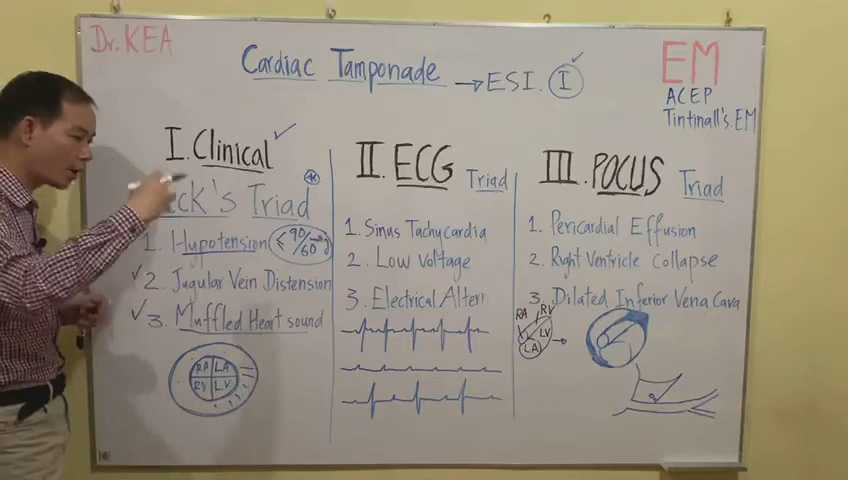 Dr. KEA
Cardiac Tamponade → ESI. I ✓
EM
ACEP
Tintinall's. EM
I. Clinical ✓
eck's Triad
1. Hypotension ≤ 90/60 mmHg
✓ 2. Jugular Vein Distension
✓ 3. Muffled Heart sound
RA LA
RV LV
II. ECG Triad
1. Sinus Tachycardia
2. Low Voltage
3. Electrical Altern
III. POCUS Triad
1. Pericardial Effusion
2. Right Ventricle Collapse
3. Dilated Inferior Vena Cava
RA RV
LV
LA